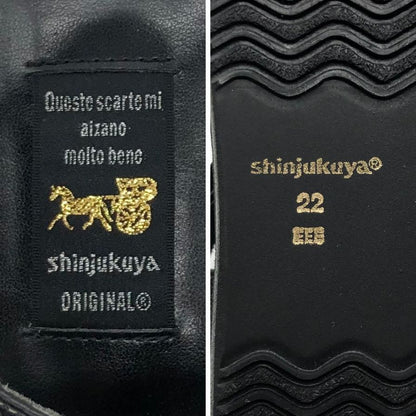 Queste scarte mi
aizano
molto bene
shinjukuya
ORIGINAL®
shinjukuya®
22
EEE